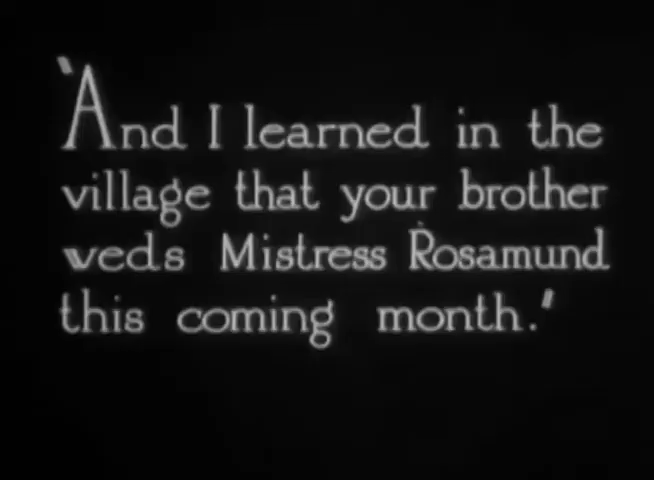 "And I learned in the
village that your brother
weds Mistress Rosamund
this coming month."